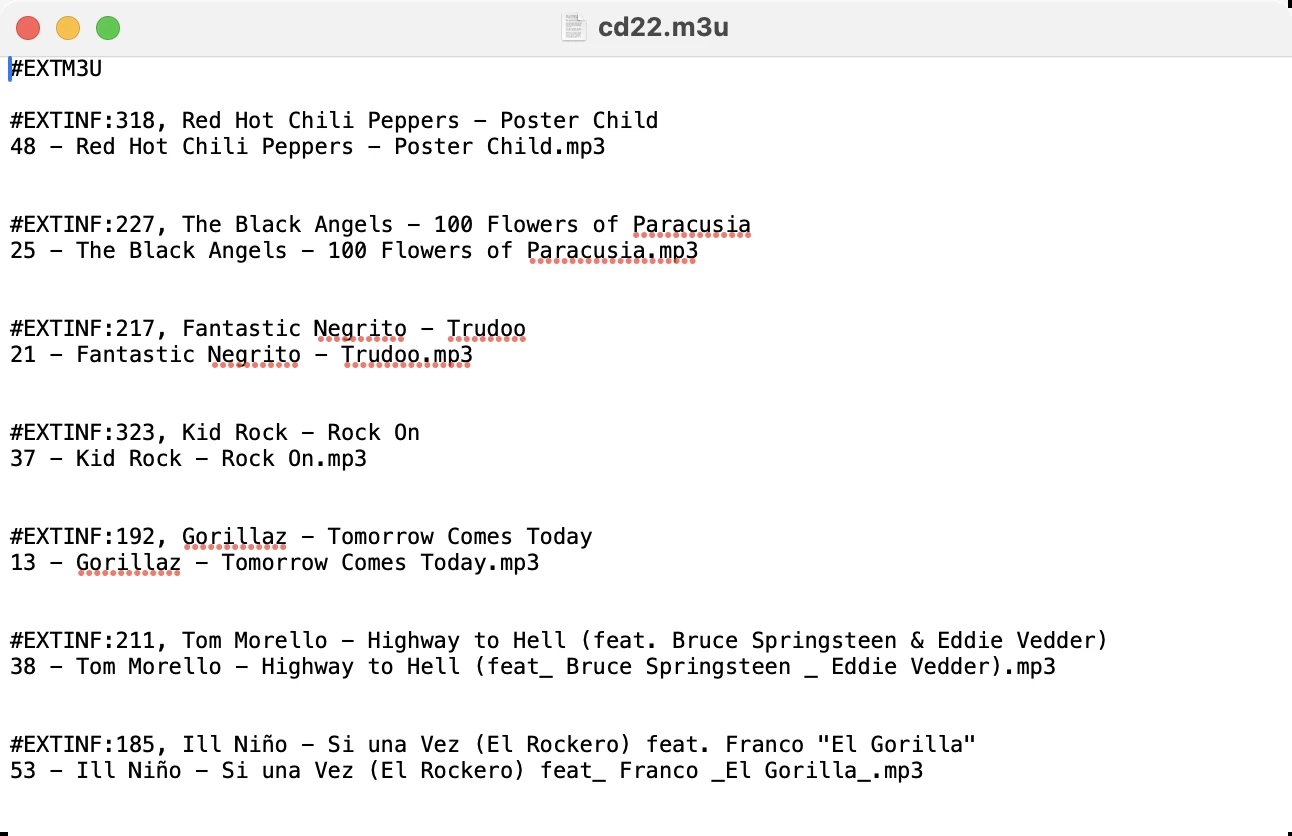 cd22.m3u
#EXTM3U
#EXTINF:318, Red Hot Chili Peppers – Poster Child
48 – Red Hot Chili Peppers – Poster Child.mp3
#EXTINF:227, The Black Angels – 100 Flowers of Paracusia
25 – The Black Angels – 100 Flowers of Paracusia.mp3
#EXTINF:217, Fantastic Negrito – Trudoo
21 – Fantastic Negrito – Trudoo.mp3
#EXTINF:323, Kid Rock – Rock On
37 – Kid Rock – Rock On.mp3
#EXTINF:192, Gorillaz – Tomorrow Comes Today
13 – Gorillaz – Tomorrow Comes Today.mp3
#EXTINF:211, Tom Morello – Highway to Hell (feat. Bruce Springsteen & Eddie Vedder)
38 – Tom Morello – Highway to Hell (feat_ Bruce Springsteen _ Eddie Vedder).mp3
#EXTINF:185, Ill Niño – Si una Vez (El Rockero) feat. Franco "El Gorilla"
53 – Ill Niño – Si una Vez (El Rockero) feat_ Franco _El Gorilla_.mp3